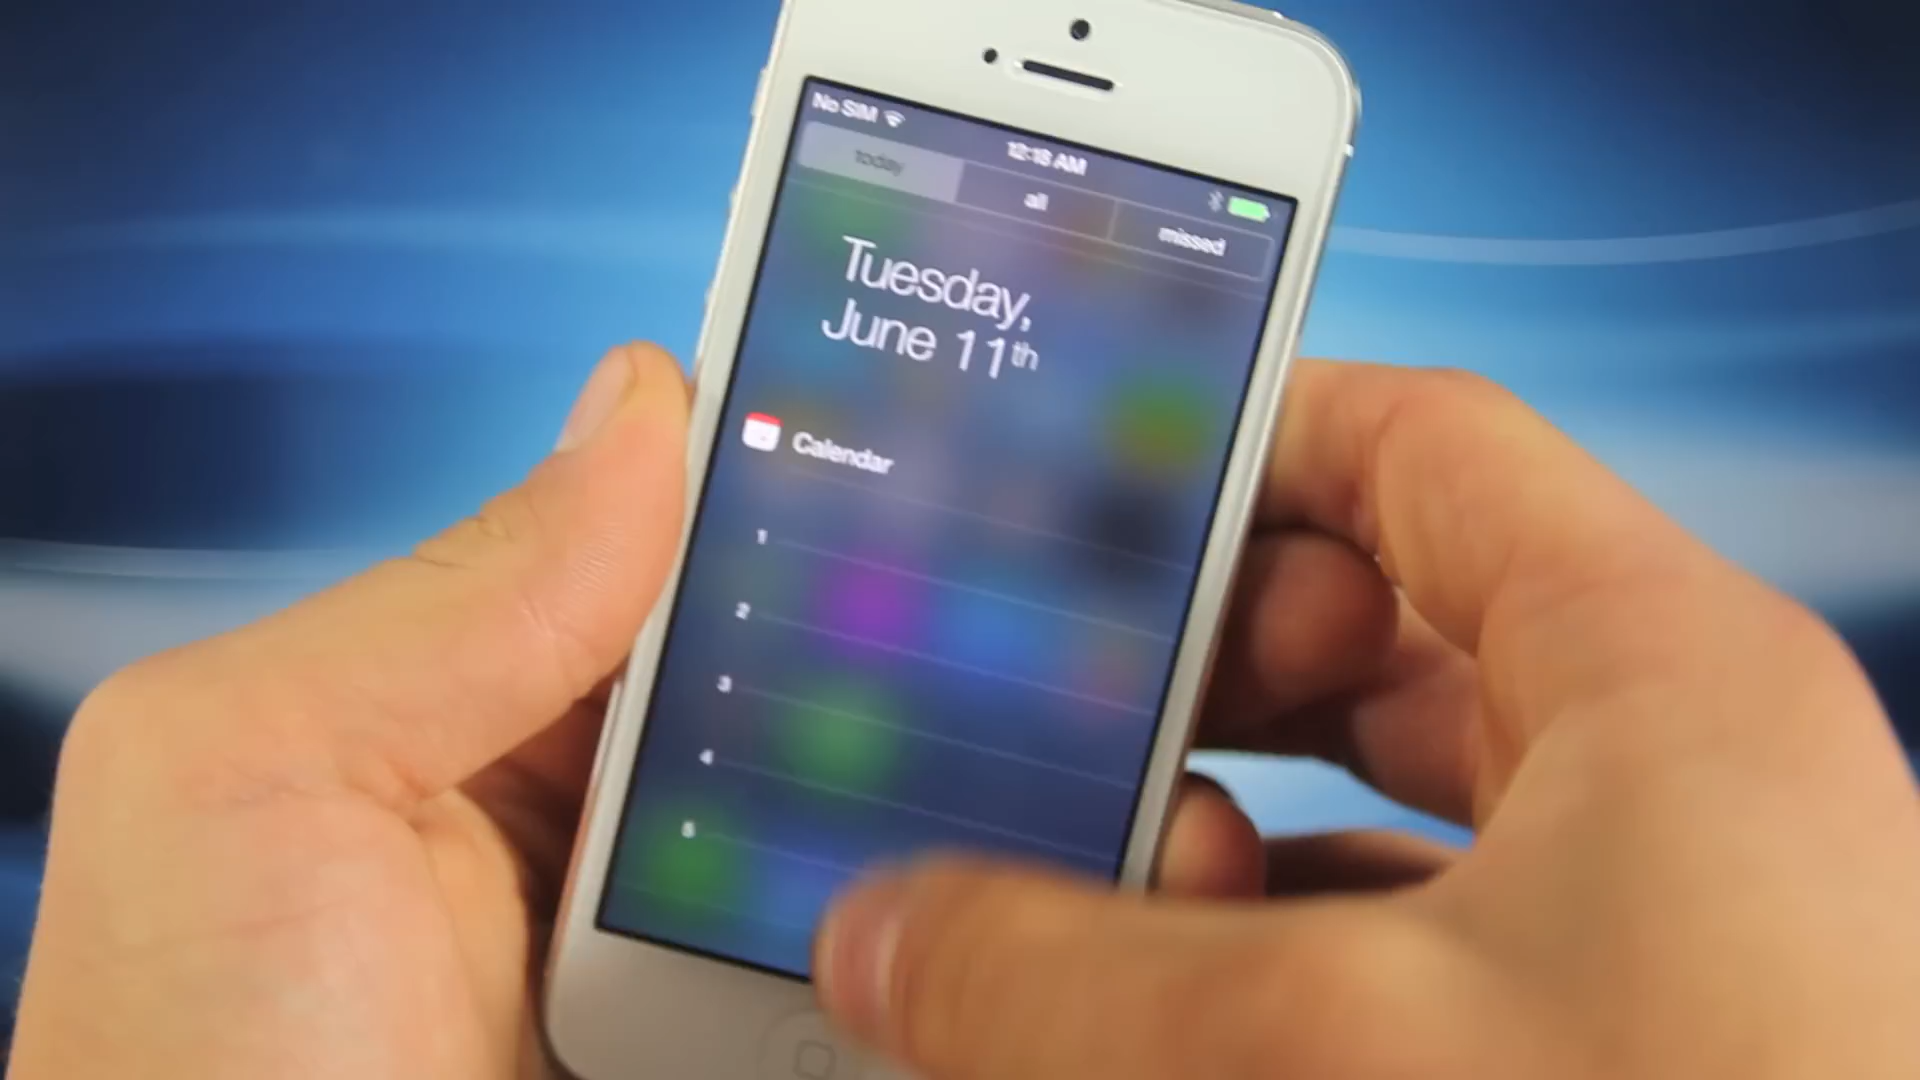 No SIM
12:18 AM
today
all
missed
Tuesday,
June 11th
Calendar
1
2
3
4
5